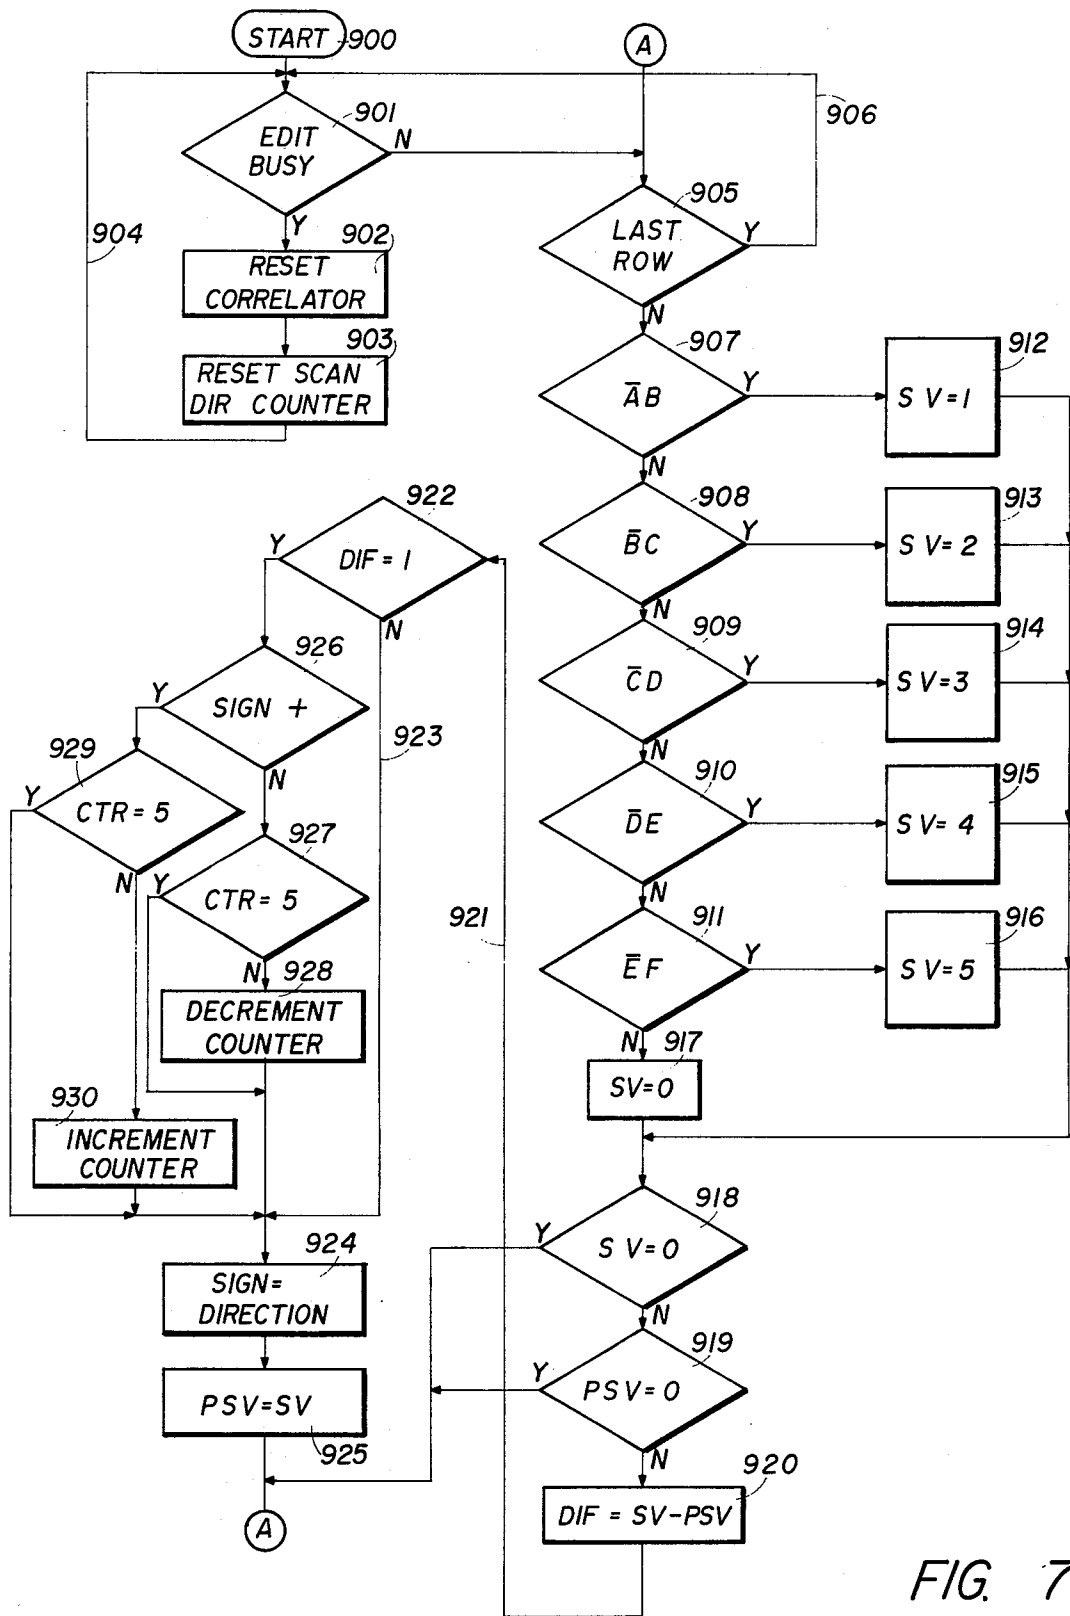 START 900
A
901
EDIT
BUSY
N
Y
904
902
RESET
CORRELATOR
903
RESET SCAN
DIR COUNTER
906
905
LAST
ROW
Y
N
907
A̅B
Y
N
912
SV=1
908
B̅C
Y
N
913
SV=2
909
C̅D
Y
N
914
SV=3
910
D̅E
Y
N
915
SV=4
911
E̅F
Y
N
916
SV=5
917
SV=0
918
Y
SV=0
N
919
Y
PSV=0
N
920
DIF = SV-PSV
921
922
Y
DIF = 1
N
923
926
Y
SIGN +
N
929
Y
CTR = 5
N
927
Y
CTR = 5
N
928
DECREMENT
COUNTER
930
INCREMENT
COUNTER
924
SIGN=
DIRECTION
PSV=SV
925
A
FIG. 7